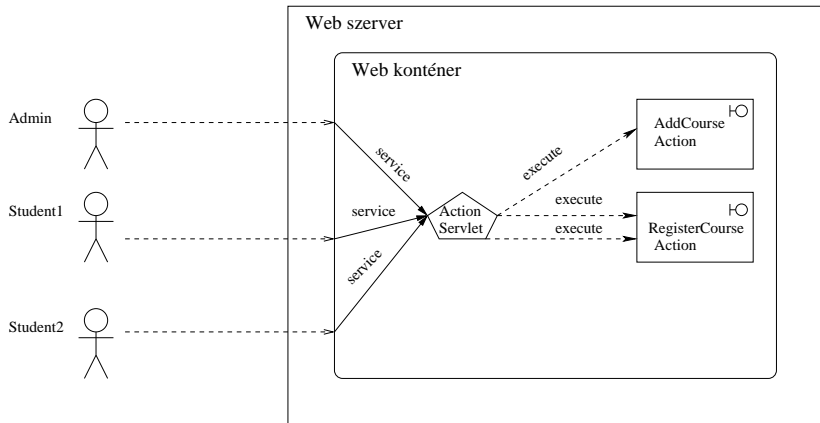 Web szerver
Web konténer
Admin
AddCourse
Action
service
execute
Student1
service
Action
Servlet
execute
RegisterCourse
Action
execute
service
Student2